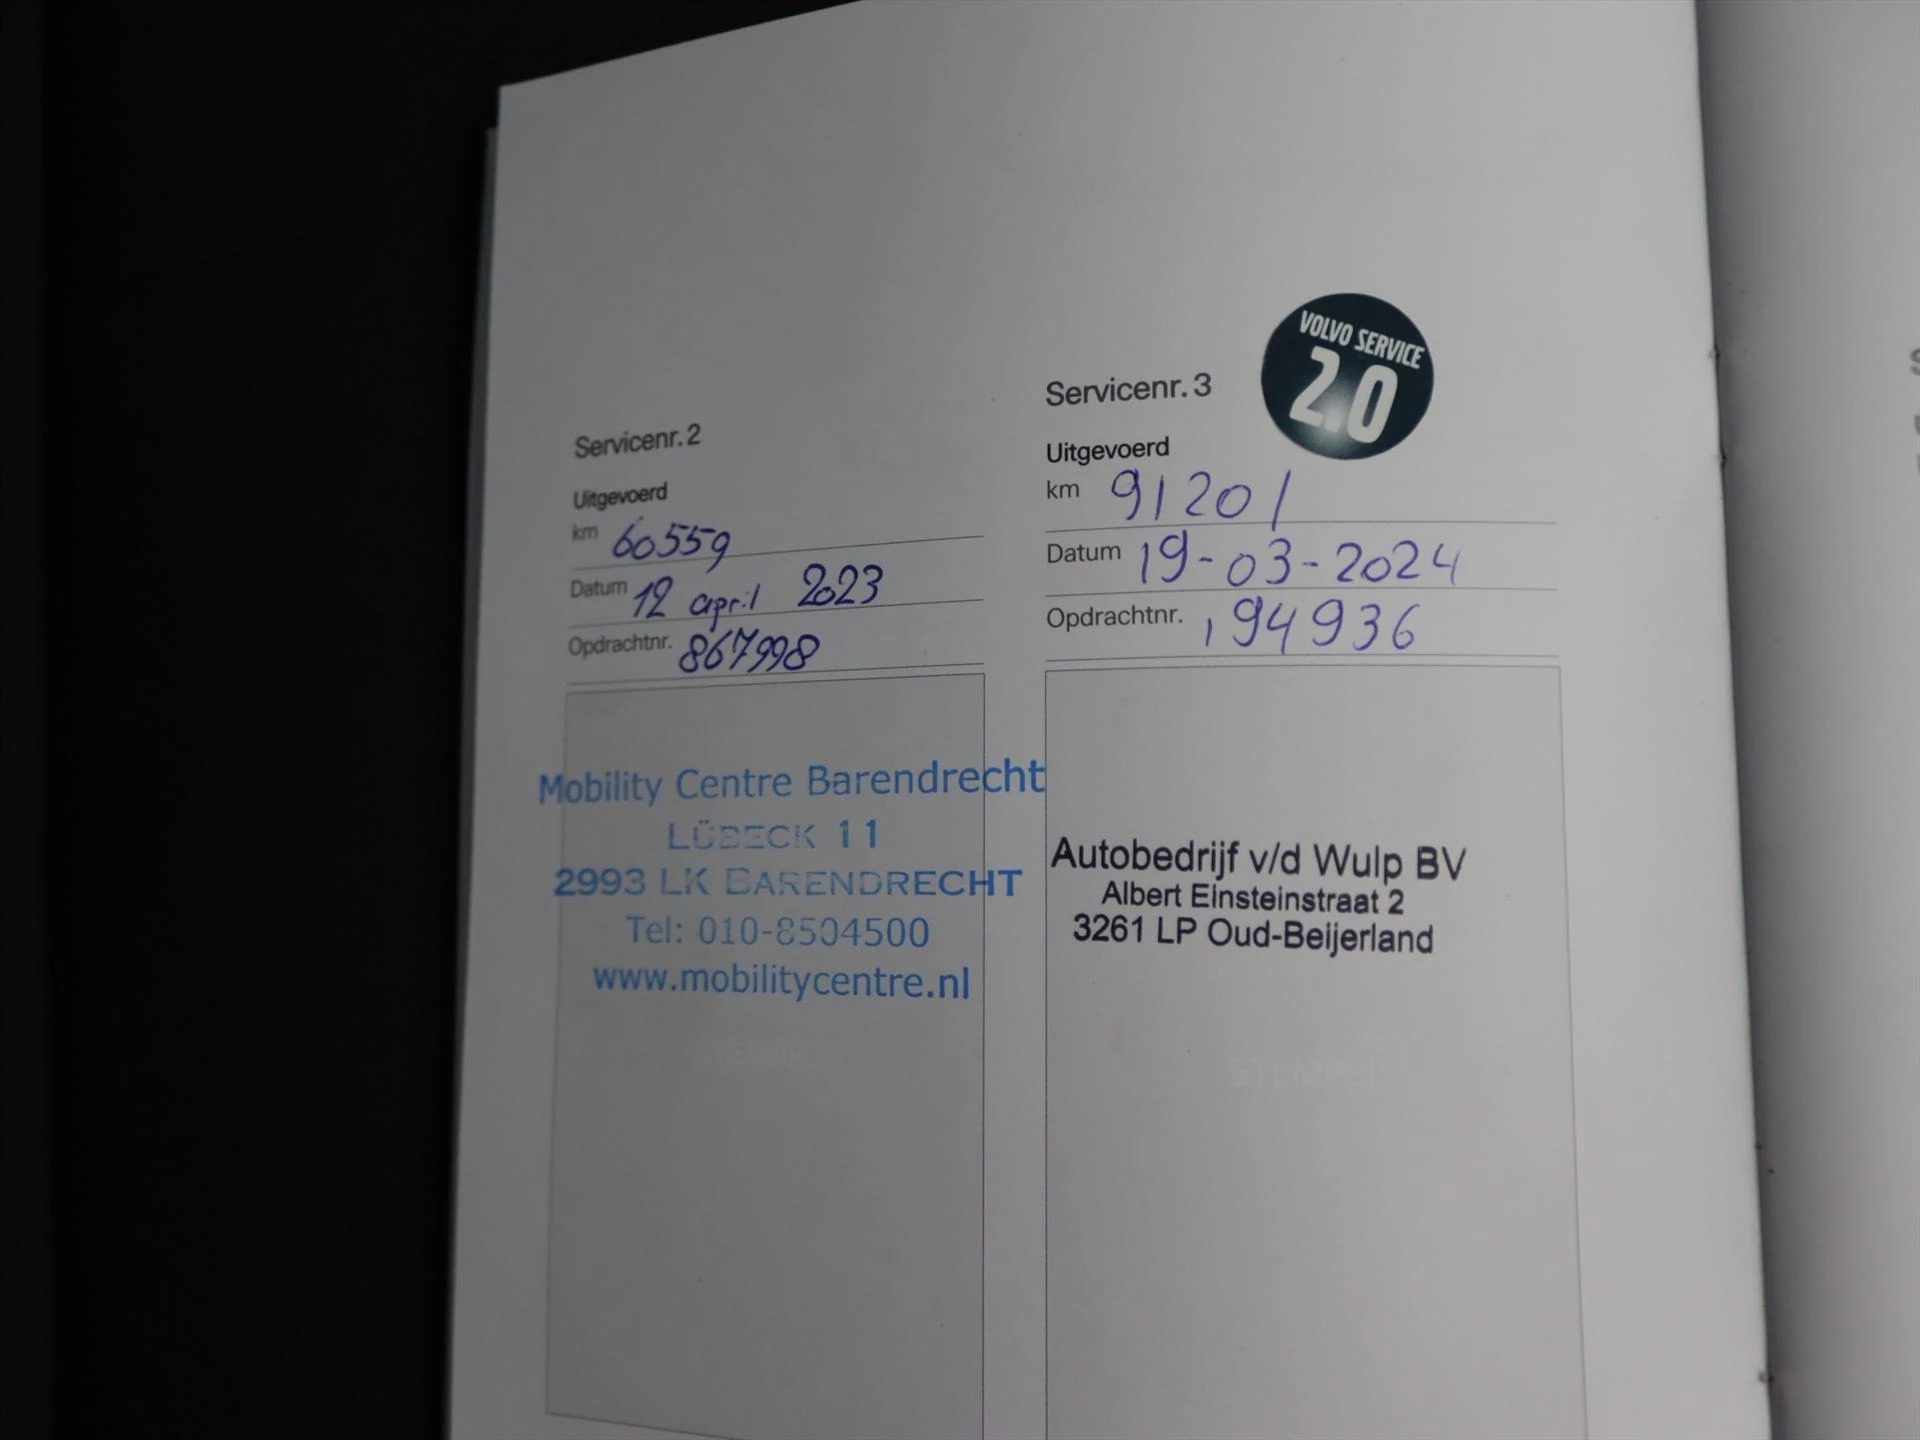 Servicenr. 2
Uitgevoerd
km 60559
Datum 12 april 2023
Opdrachtnr. 867998
Mobility Centre Barendrecht
LÜBECK 11
2993 LK BARENDRECHT
Tel: 010-8504500
www.mobilitycentre.nl
STEMPEL
VOLVO SERVICE
2.0
Servicenr. 3
Uitgevoerd
km 91201
Datum 19-03-2024
Opdrachtnr. 194936
Autobedrijf v/d Wulp BV
Albert Einsteinstraat 2
3261 LP Oud-Beijerland
STEMPEL